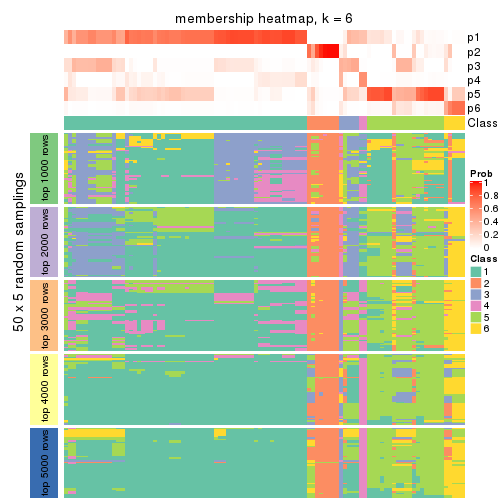 membership heatmap, k = 6
p1
p2
p3
p4
p5
p6
Class
50 x 5 random samplings
top 1000 rows
top 2000 rows
top 3000 rows
top 4000 rows
top 5000 rows
Prob
1
0.8
0.6
0.4
0.2
0
Class
1
2
3
4
5
6